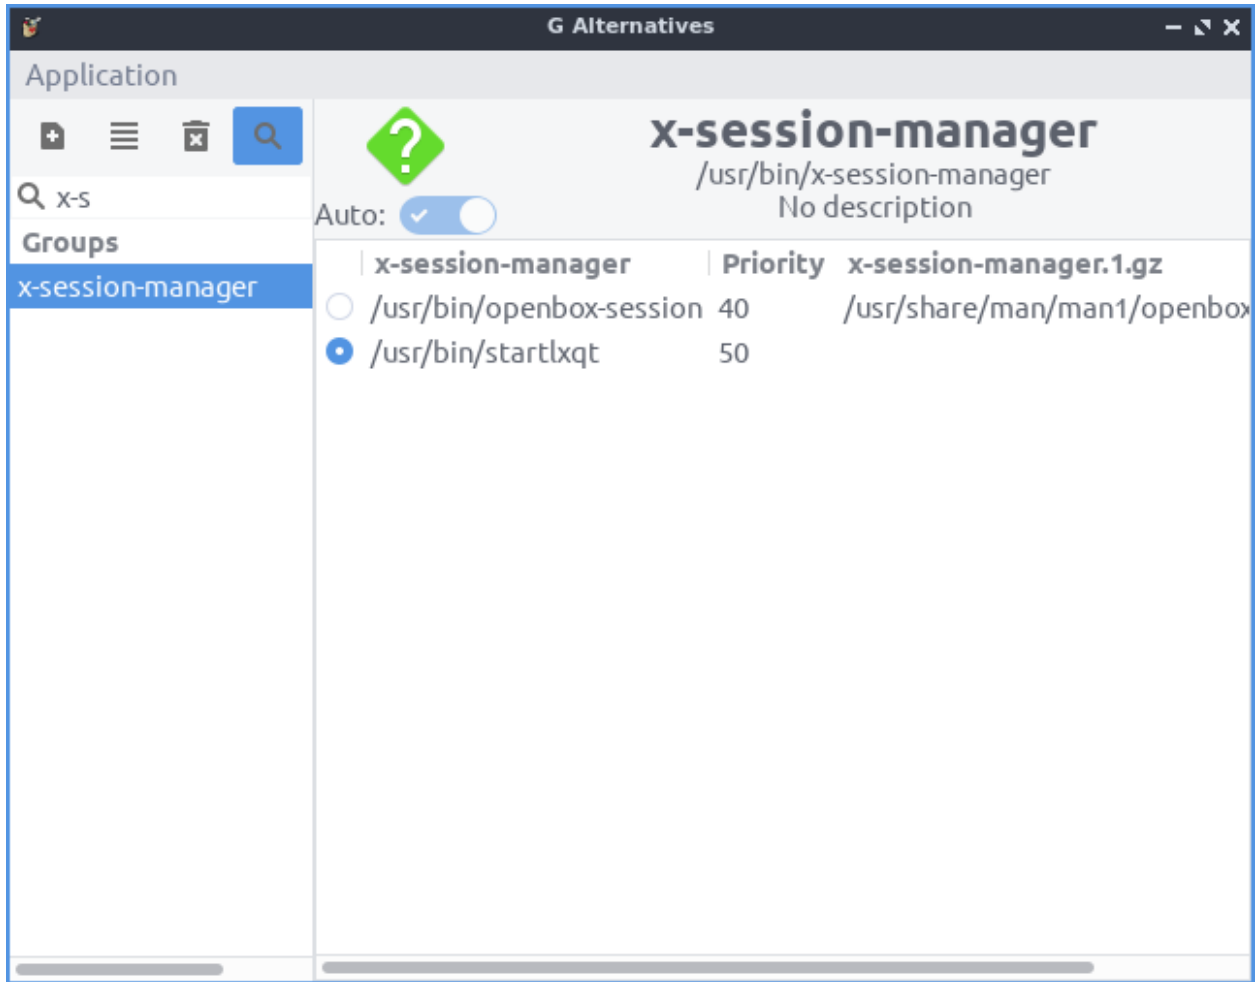 G Alternatives
Application
x-s
Groups
x-session-manager
x-session-manager
/usr/bin/x-session-manager
No description
Auto:
x-session-manager Priority x-session-manager.1.gz
/usr/bin/openbox-session 40 /usr/share/man/man1/openbox
/usr/bin/startlxqt 50